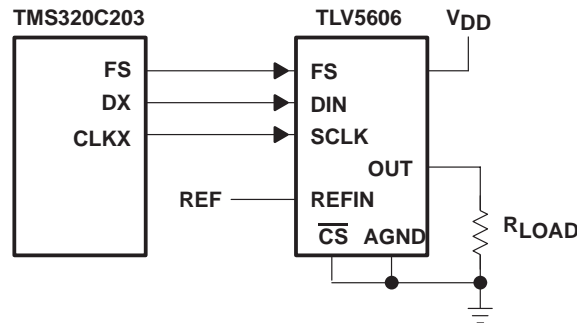 TMS320C203 TLV5606 VDD
FS FS
DX DIN
CLKX SCLK
OUT
REF REFIN
RLOAD
CS AGND